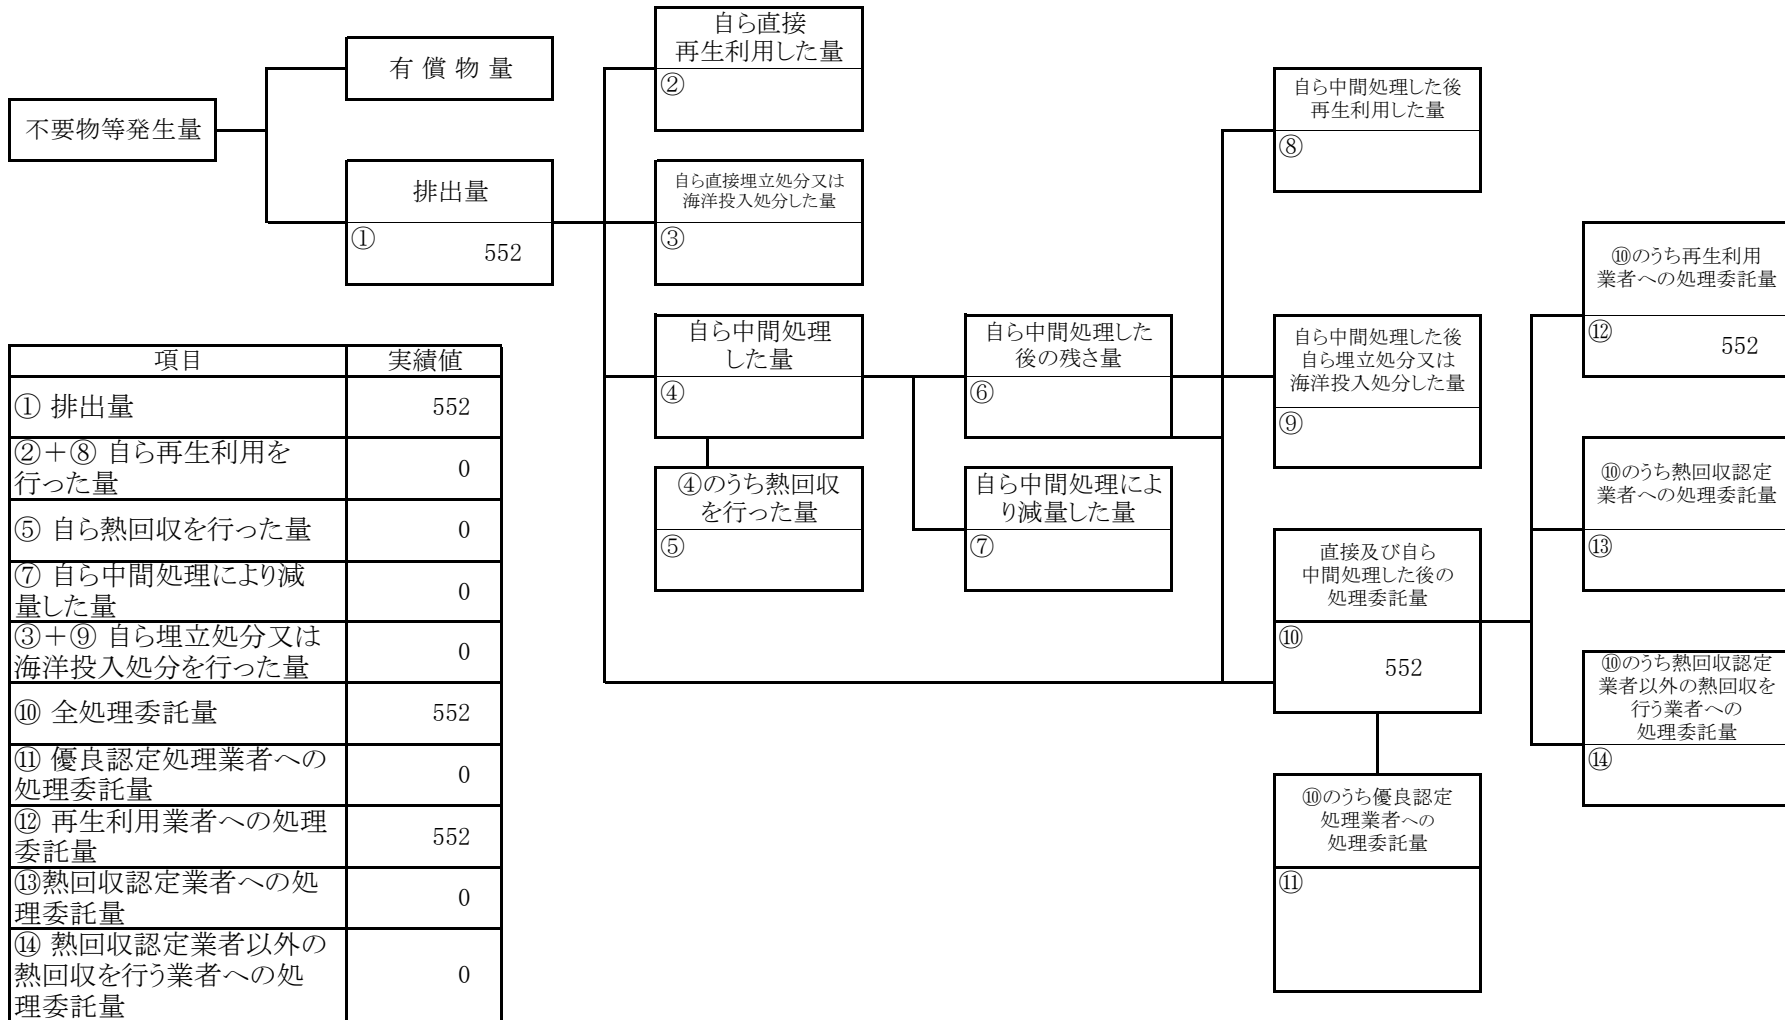 自ら直接
再生利用した量
②
有 償 物 量
不要物等発生量
排出量
①
552
自ら直接埋立処分又は
海洋投入処分した量
③
自ら中間処理した後
再生利用した量
⑧
自ら中間処理
した量
④
自ら中間処理した
後の残さ量
⑥
自ら中間処理した後
自ら埋立処分又は
海洋投入処分した量
⑨
④のうち熱回収
を行った量
⑤
自ら中間処理によ
り減量した量
⑦
直接及び自ら
中間処理した後の
処理委託量
⑩
552
⑩のうち優良認定
処理業者への
処理委託量
⑪
⑩のうち再生利用
業者への処理委託量
⑫
552
⑩のうち熱回収認定
業者への処理委託量
⑬
⑩のうち熱回収認定
業者以外の熱回収を
行う業者への
処理委託量
⑭
項目 実績値
① 排出量 552
②＋⑧ 自ら再生利用を
行った量 0
⑤ 自ら熱回収を行った量 0
⑦ 自ら中間処理により減
量した量 0
③＋⑨ 自ら埋立処分又は
海洋投入処分を行った量 0
⑩ 全処理委託量 552
⑪ 優良認定処理業者への
処理委託量 0
⑫ 再生利用業者への処理
委託量 552
⑬熱回収認定業者への処
理委託量 0
⑭ 熱回収認定業者以外の
熱回収を行う業者への処
理委託量 0